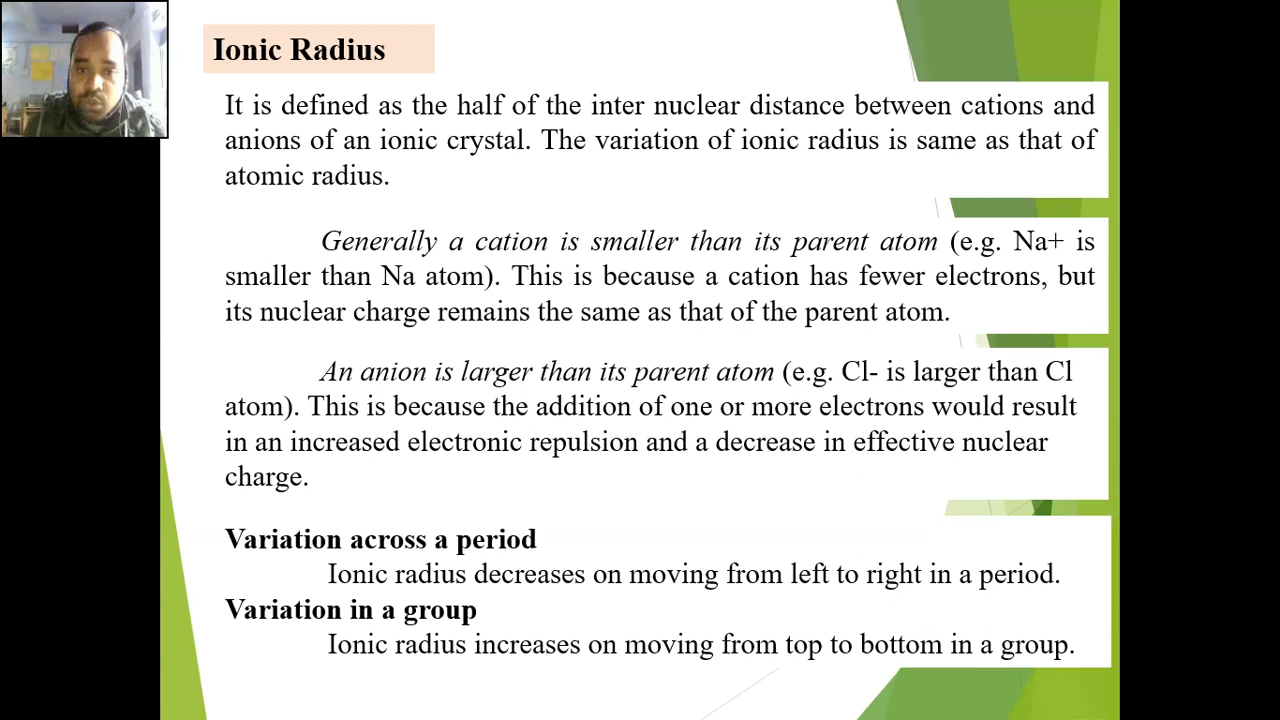 Ionic Radius
It is defined as the half of the inter nuclear distance between cations and
anions of an ionic crystal. The variation of ionic radius is same as that of
atomic radius.
Generally a cation is smaller than its parent atom (e.g. Na+ is
smaller than Na atom). This is because a cation has fewer electrons, but
its nuclear charge remains the same as that of the parent atom.
An anion is larger than its parent atom (e.g. Cl- is larger than Cl
atom). This is because the addition of one or more electrons would result
in an increased electronic repulsion and a decrease in effective nuclear
charge.
Variation across a period
Ionic radius decreases on moving from left to right in a period.
Variation in a group
Ionic radius increases on moving from top to bottom in a group.